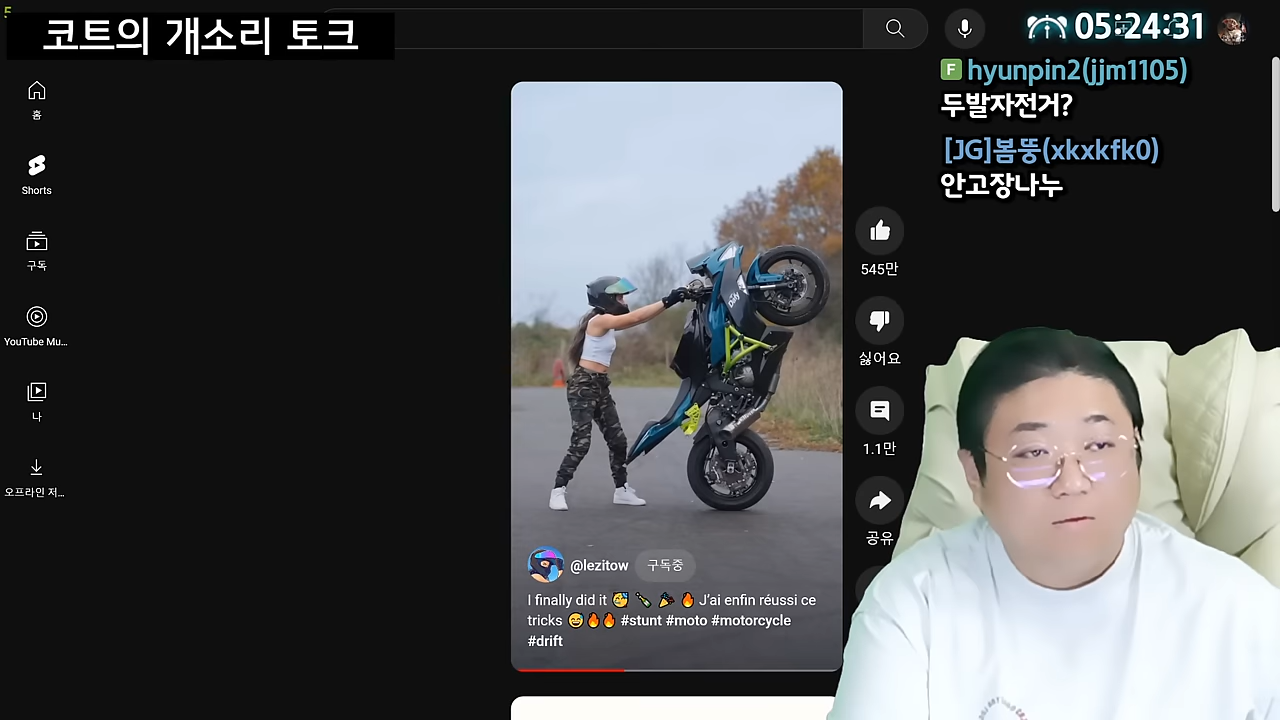 코트의 개소리 토크
05:24:31
홈
Shorts
구독
YouTube Mu...
나
오프라인 저...
F hyunpin2(jjm1105)
두발자전거?
[JG]봄뚱(xkxkfk0)
안고장나누
545만
싫어요
1.1만
공유
@lezitow 구독중
I finally did it 😅 🍾 🎉 🔥 J'ai enfin réussi ce
tricks 😅🔥🔥 #stunt #moto #motorcycle
#drift